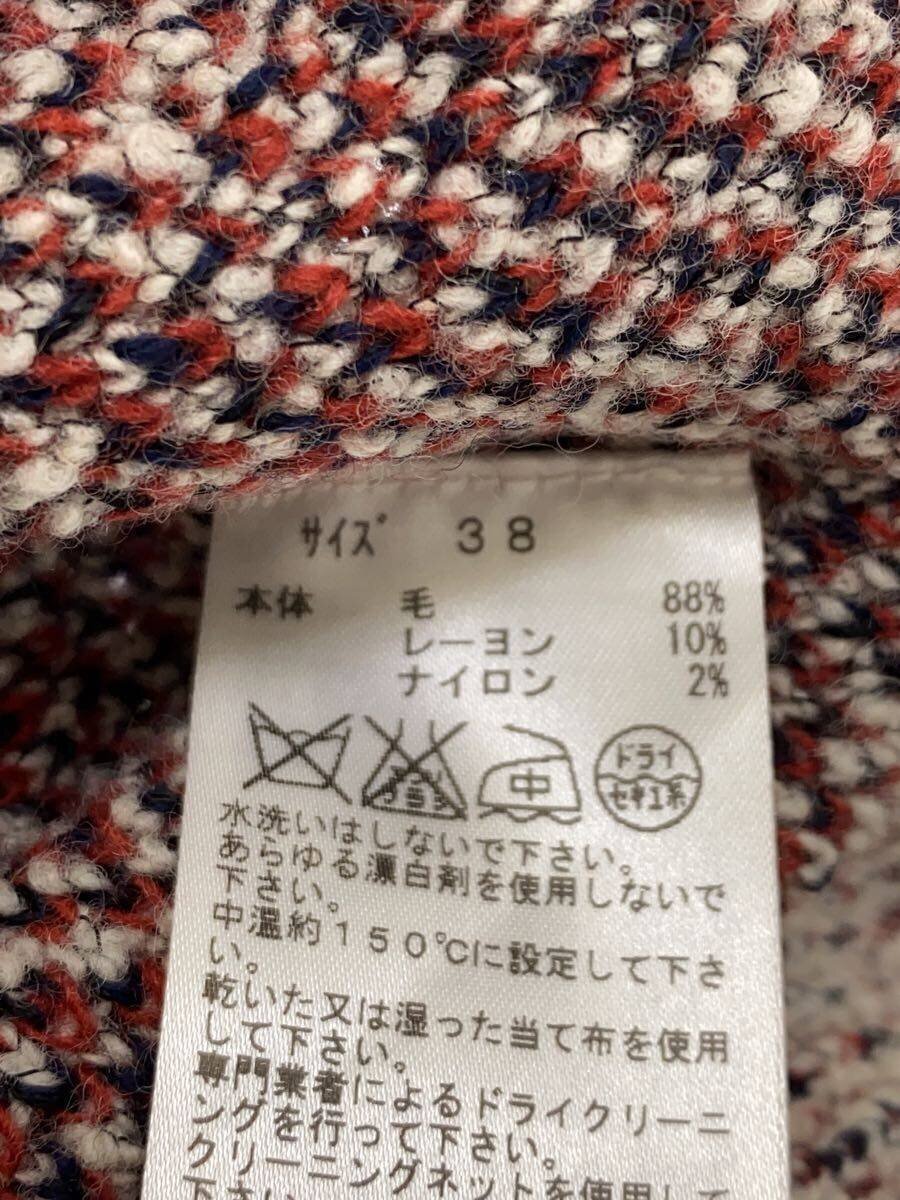 サイズ 38
本体 毛 88%
レーヨン 10%
ナイロン 2%
中 ドライ
セキユ系
水洗いはしないで下さい。
あらゆる漂白剤を使用しないで
下さい。
中温約150℃に設定して下さ
い。
乾いた又は湿った当て布を使用
して下さい。
専門業者によるドライクリーニ
ングを行って下さい。
クリーニングネットを使用して
下さい